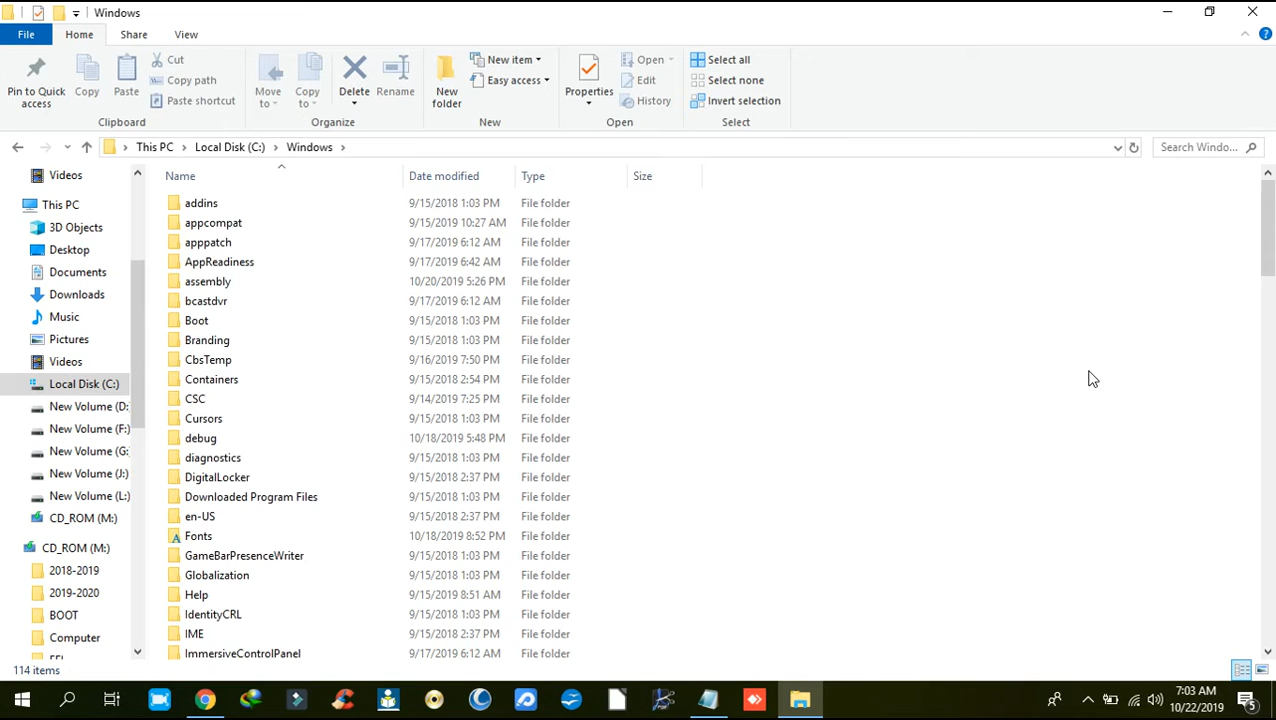 Windows
File Home Share View
Pin to Quick access
Copy
Paste
Cut
Copy path
Paste shortcut
Clipboard
Move to
Copy to
Delete
Rename
Organize
New folder
New item
Easy access
New
Properties
Open
Edit
History
Open
Select all
Select none
Invert selection
Select
This PC Local Disk (C:) Windows
Search Windo...
Videos
This PC
3D Objects
Desktop
Documents
Downloads
Music
Pictures
Videos
Local Disk (C:)
New Volume (D:
New Volume (F:)
New Volume (G:
New Volume (J:)
New Volume (L:)
CD_ROM (M:)
CD_ROM (M:)
2018-2019
2019-2020
BOOT
Computer
Name Date modified Type Size
addins 9/15/2018 1:03 PM File folder
appcompat 9/15/2019 10:27 AM File folder
apppatch 9/17/2019 6:12 AM File folder
AppReadiness 9/17/2019 6:42 AM File folder
assembly 10/20/2019 5:26 PM File folder
bcastdvr 9/17/2019 6:12 AM File folder
Boot 9/15/2018 1:03 PM File folder
Branding 9/15/2018 1:03 PM File folder
CbsTemp 9/16/2019 7:50 PM File folder
Containers 9/15/2018 2:54 PM File folder
CSC 9/14/2019 7:25 PM File folder
Cursors 9/15/2018 1:03 PM File folder
debug 10/18/2019 5:48 PM File folder
diagnostics 9/15/2018 1:03 PM File folder
DigitalLocker 9/15/2018 2:37 PM File folder
Downloaded Program Files 9/15/2018 1:03 PM File folder
en-US 9/15/2018 2:37 PM File folder
Fonts 10/18/2019 8:52 PM File folder
GameBarPresenceWriter 9/15/2018 1:03 PM File folder
Globalization 9/15/2018 1:03 PM File folder
Help 9/15/2019 8:51 AM File folder
IdentityCRL 9/15/2018 1:03 PM File folder
IME 9/15/2018 2:37 PM File folder
ImmersiveControlPanel 9/17/2019 6:12 AM File folder
114 items
7:03 AM
10/22/2019
5